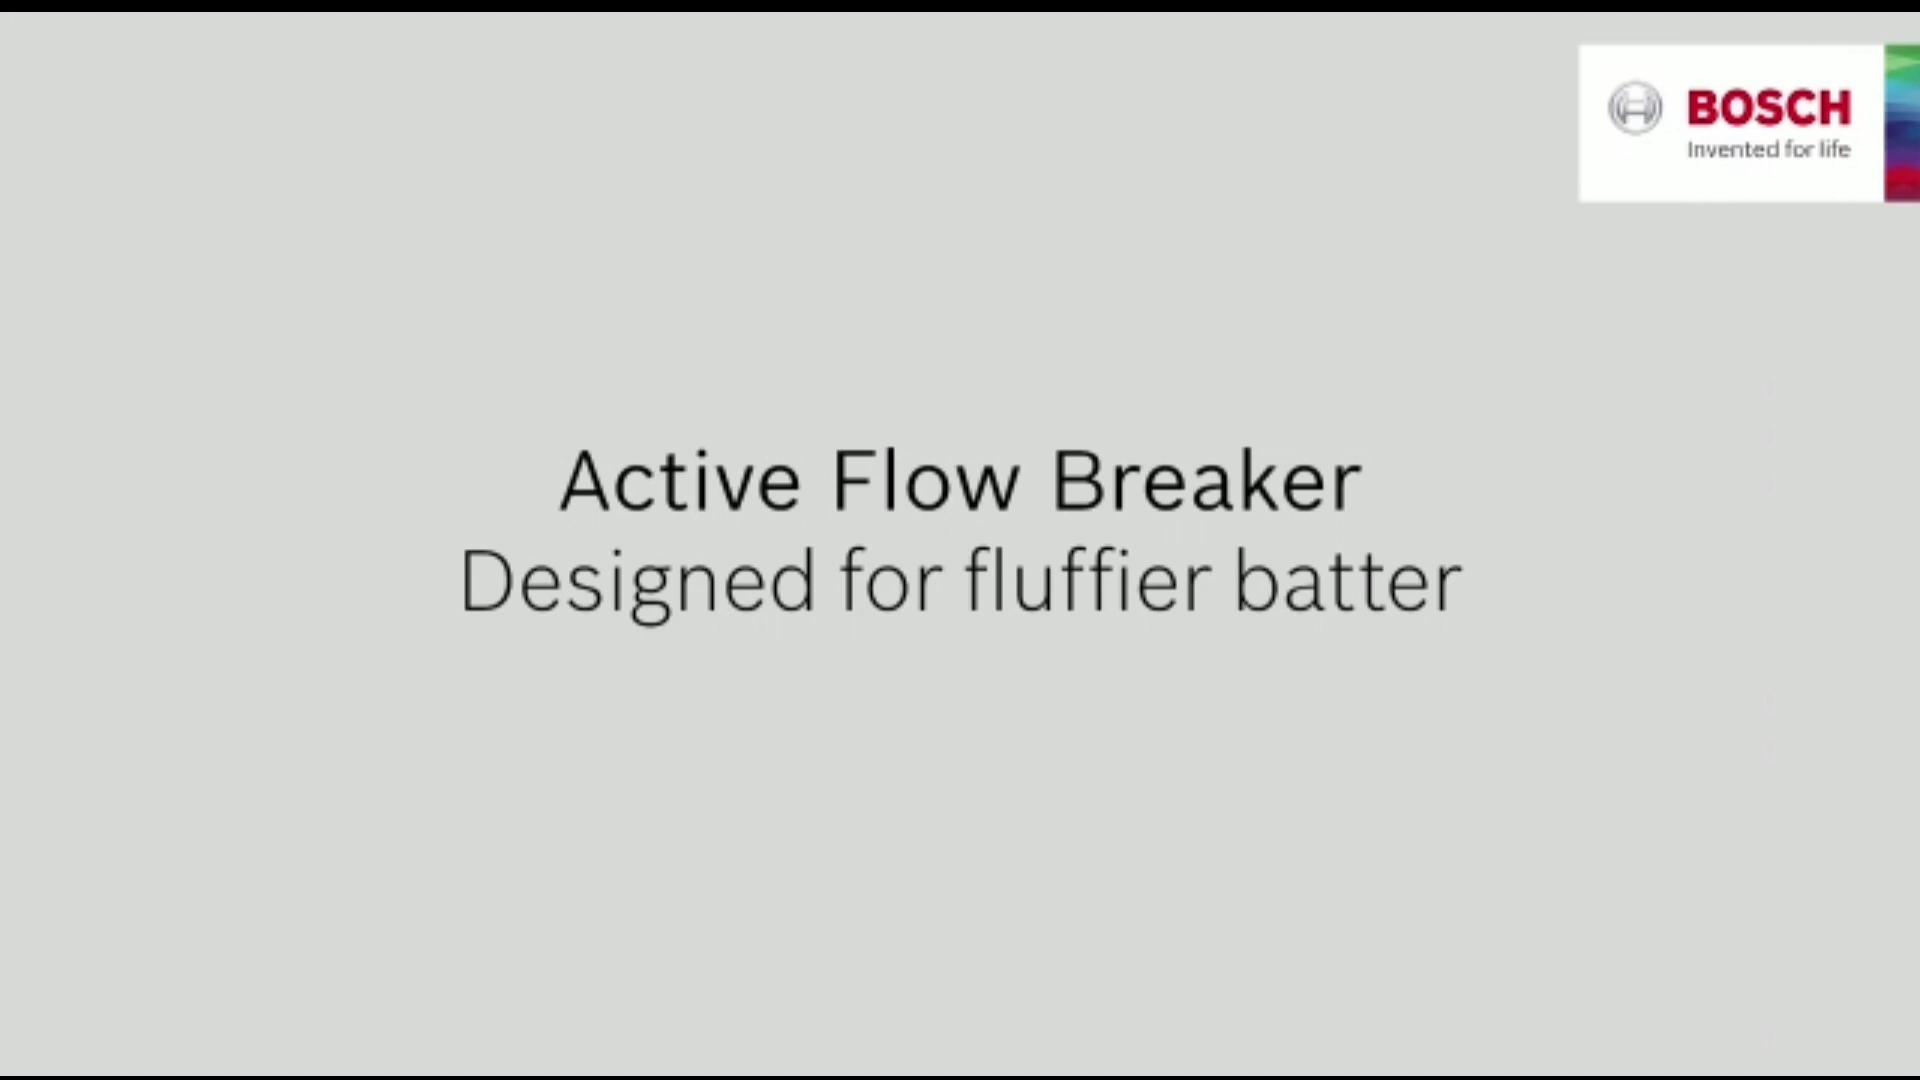 BOSCH
Invented for life
Active Flow Breaker
Designed for fluffier batter